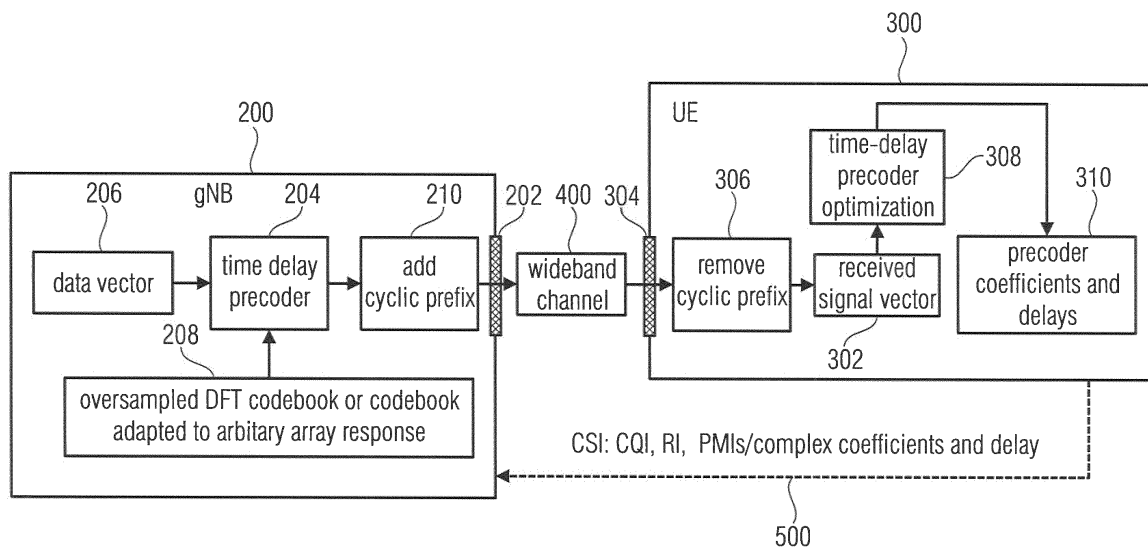 300
UE
200
gNB
206
204
210
202
400
304
306
308
310
time-delay
precoder
optimization
data vector
time delay
precoder
add
cyclic prefix
wideband
channel
remove
cyclic prefix
received
signal vector
302
precoder
coefficients and
delays
208
oversampled DFT codebook or codebook
adapted to arbitary array response
CSI: CQI, RI, PMIs/complex coefficients and delay
500